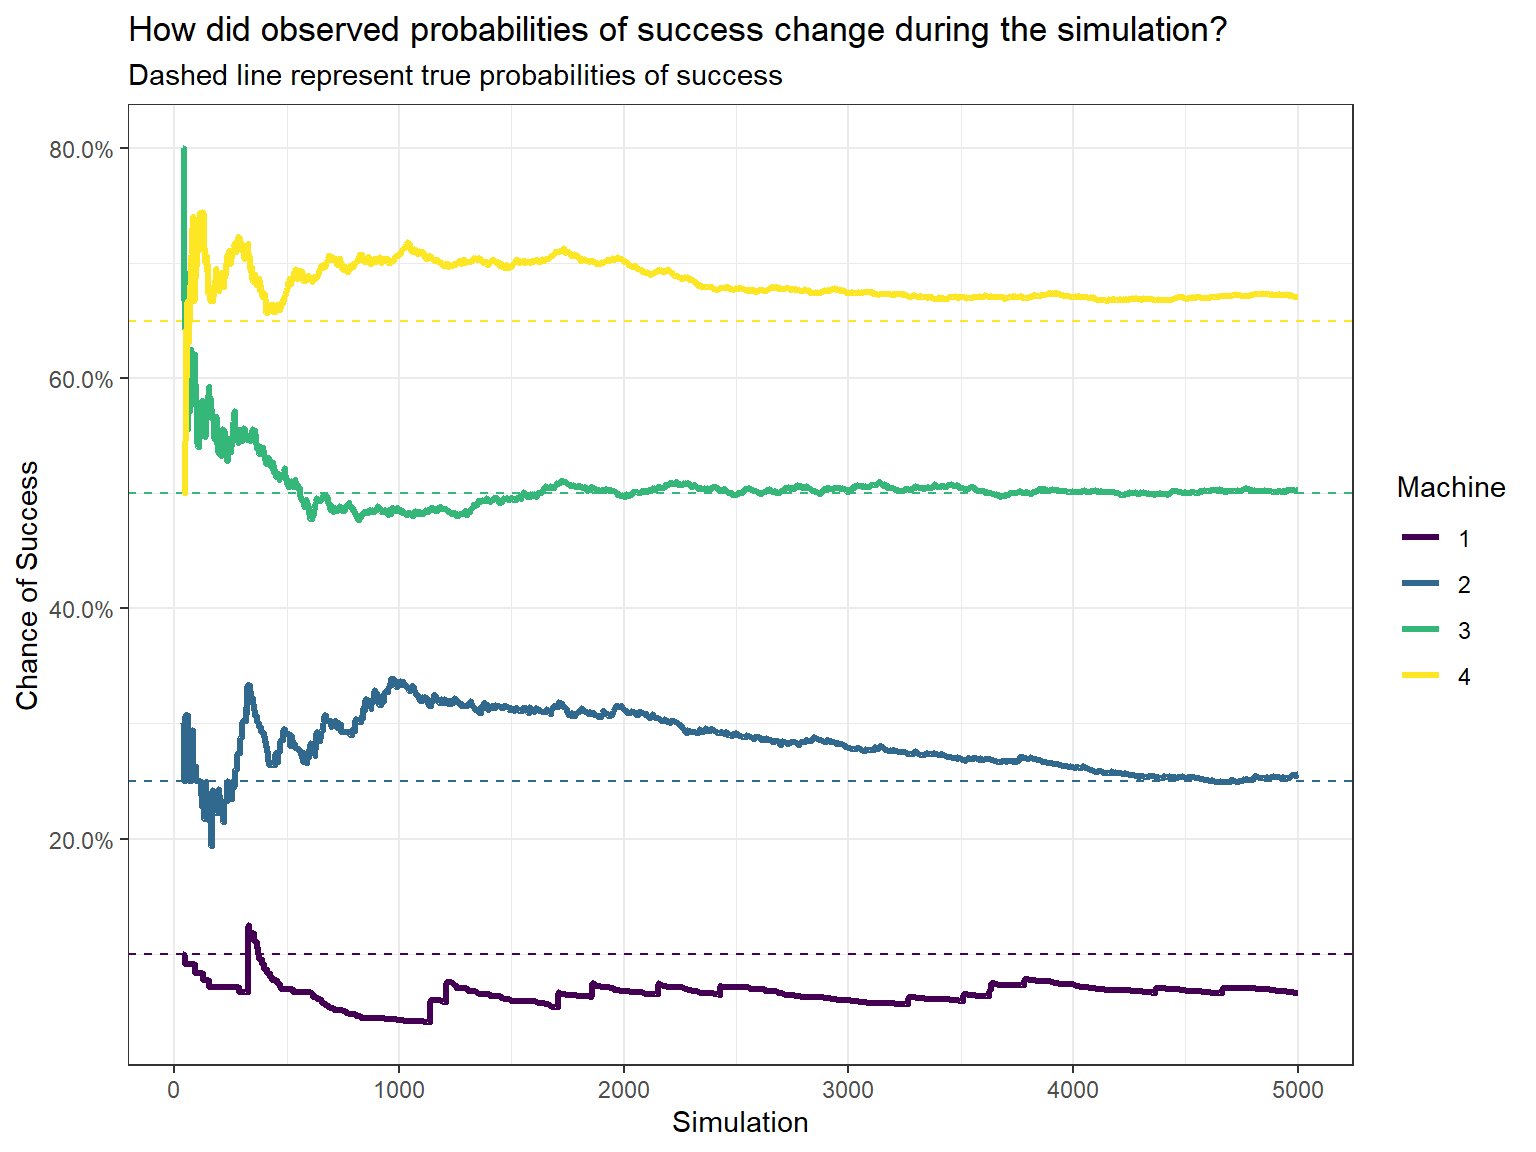 How did observed probabilities of success change during the simulation?
Dashed line represent true probabilities of success
Chance of Success
80.0%
60.0%
40.0%
20.0%
0 1000 2000 3000 4000 5000
Simulation
Machine
1
2
3
4